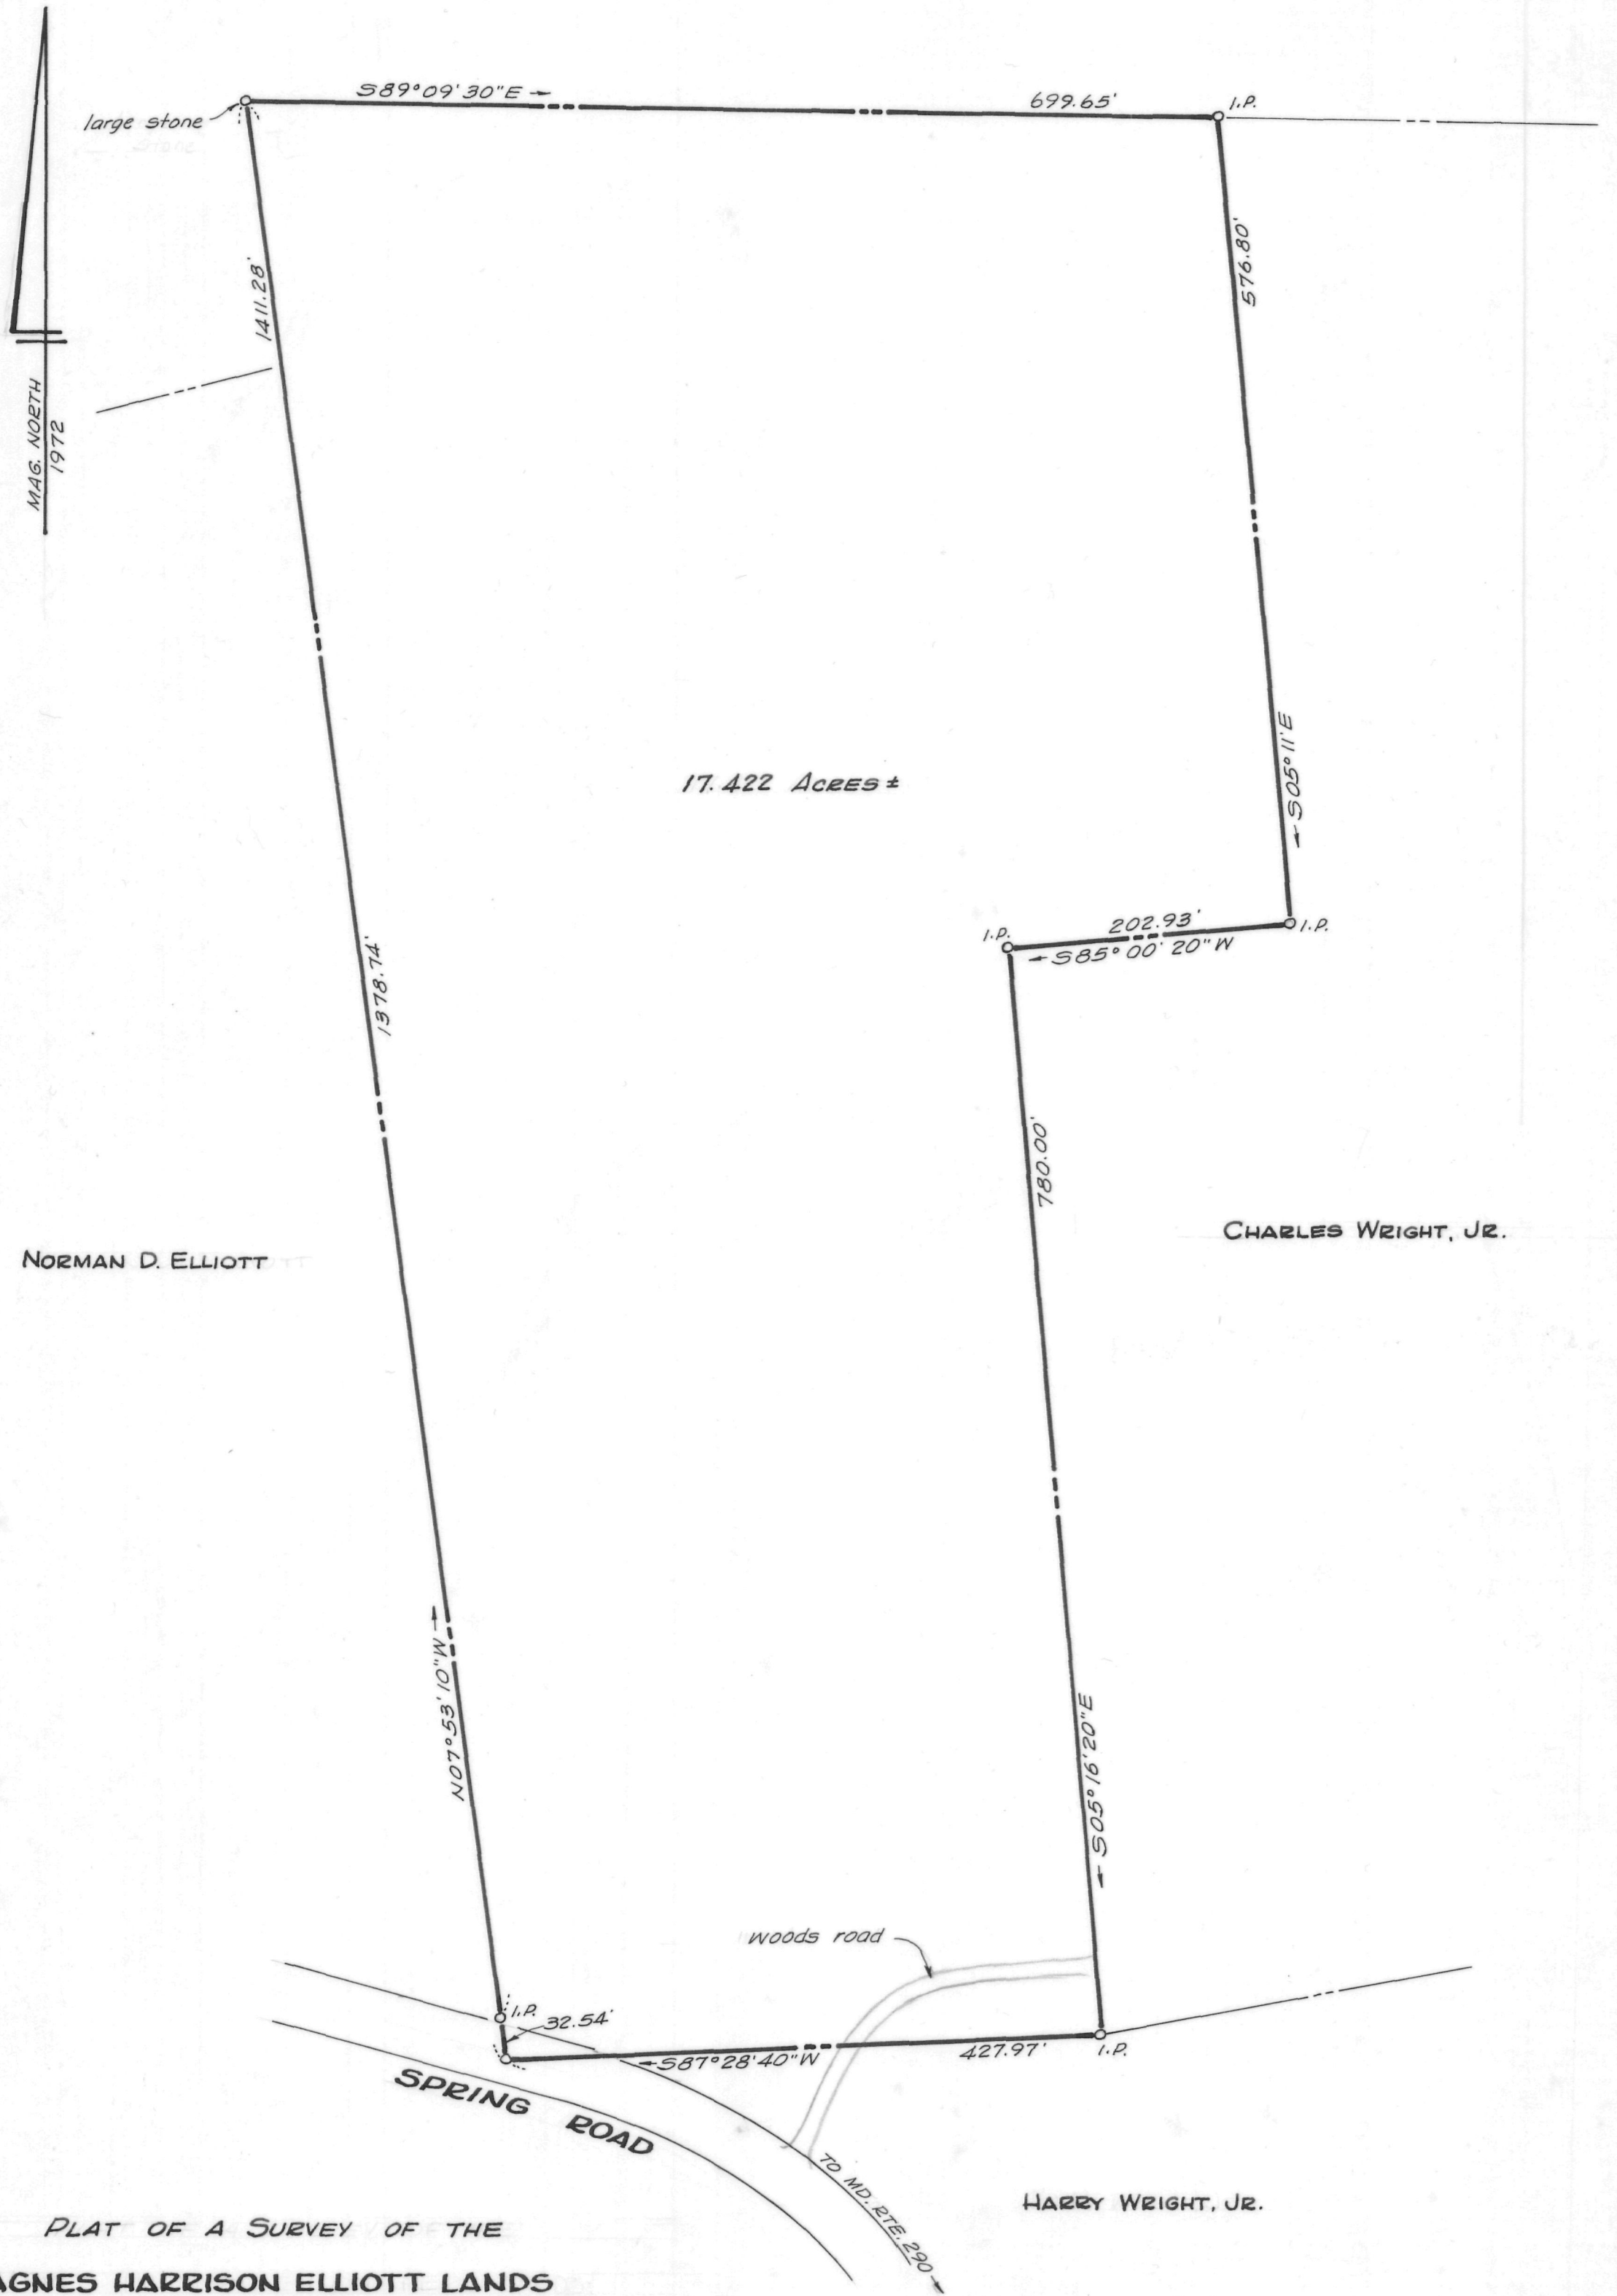 S89°09'30"E
699.65'
I.P.
large stone
1411.28'
576.80'
MAG. NORTH
1972
S05°11'E
17.422 ACRES ±
202.93'
I.P.
I.P.
S85°00'20"W
1378.74'
780.00'
CHARLES WRIGHT, JR.
NORMAN D. ELLIOTT
N07°53'10"W
S05°16'20"E
woods road
I.P.
32.54'
S87°28'40"W
427.97'
I.P.
SPRING ROAD
TO MD. RTE. 290
HARRY WRIGHT, JR.
PLAT OF A SURVEY OF THE
AGNES HARRISON ELLIOTT LANDS